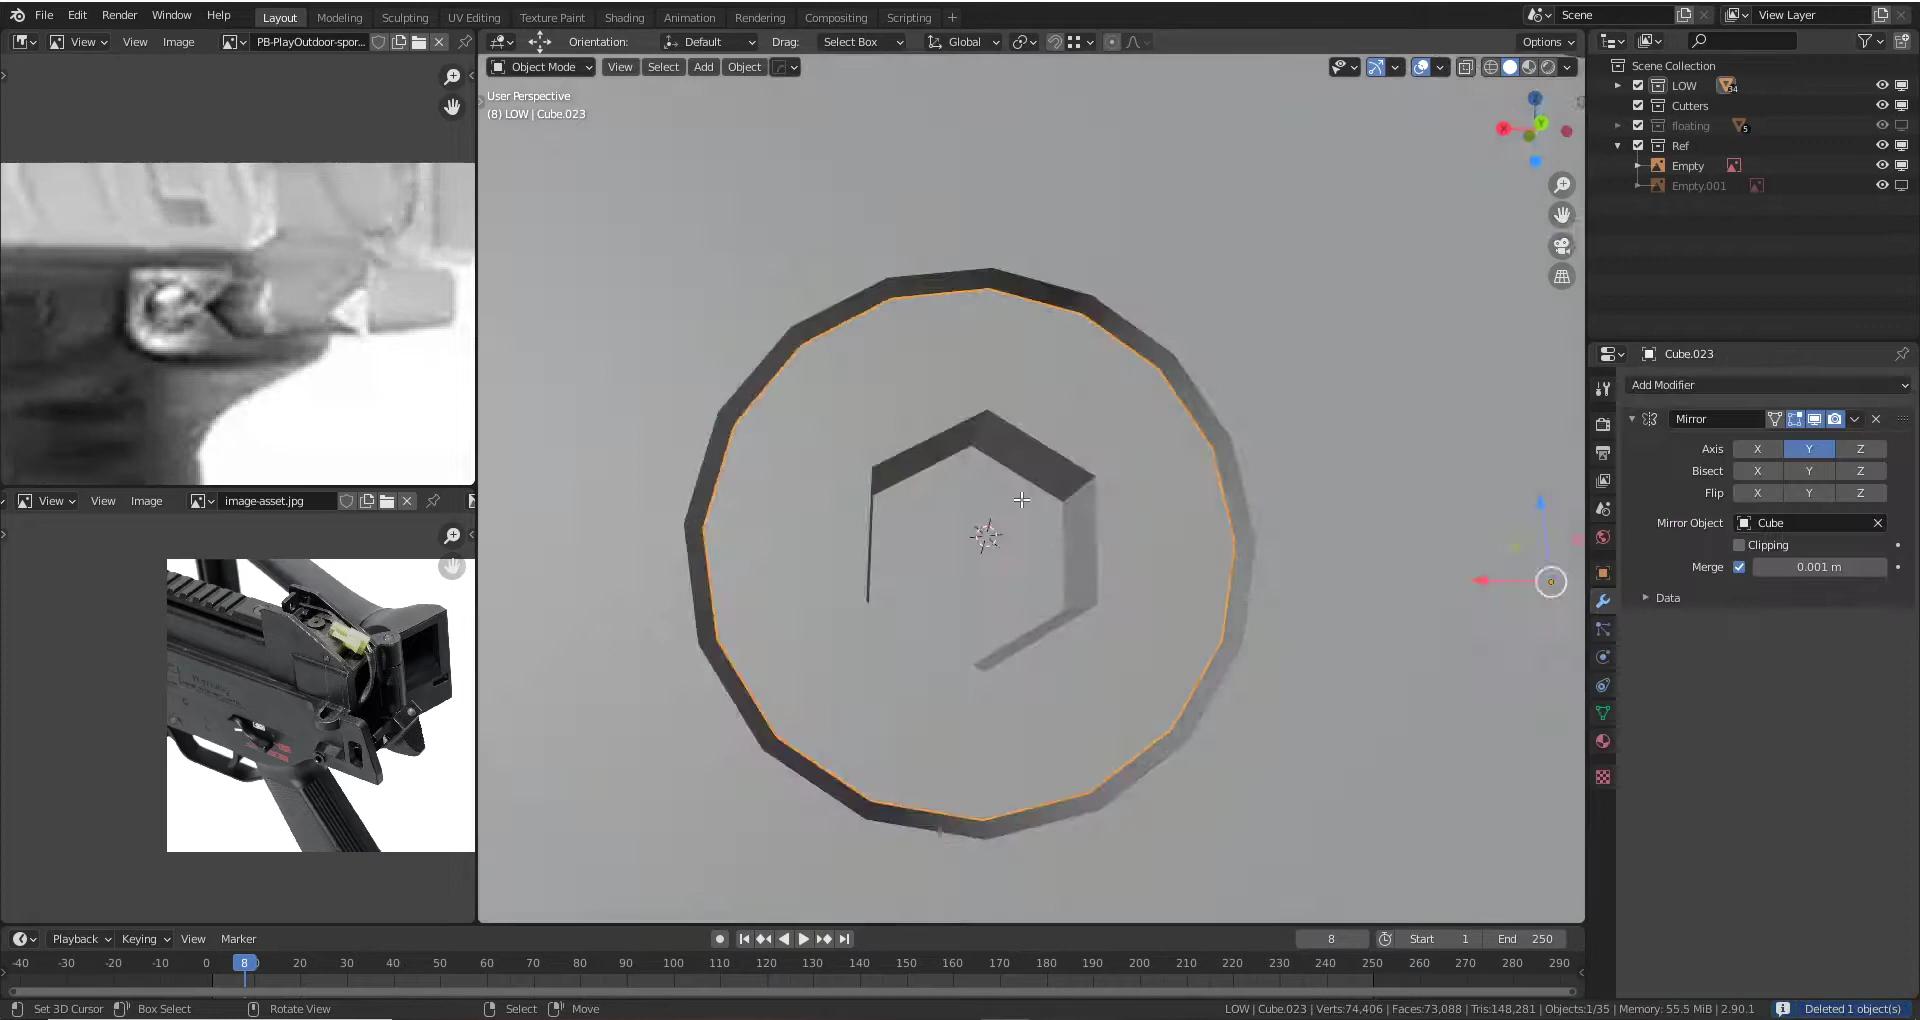 File Edit Render Window Help Layout Modeling Sculpting UV Editing Texture Paint Shading Animation Rendering Compositing Scripting + Scene View Layer
View View Image PB-PlayOutdoor-spor... Orientation: Default Drag: Select Box Global Options
Object Mode View Select Add Object
User Perspective
(8) LOW | Cube.023
Scene Collection
LOW 34
Cutters
floating 5
Ref
Empty
Empty.001
X Y Z
Cube.023
Add Modifier
Mirror
Axis X Y Z
Bisect X Y Z
Flip X Y Z
Mirror Object Cube
Clipping
Merge 0.001 m
Data
View View Image image-asset.jpg
Playback Keying View Marker 8 Start 1 End 250
-40 -30 -20 -10 0 8 20 30 40 50 60 70 80 90 100 110 120 130 140 150 160 170 180 190 200 210 220 230 240 250 260 270 280 290
Set 3D Cursor Box Select Rotate View Select Move LOW | Cube.023 | Verts:74,406 | Faces:73,088 | Tris:148,281 | Objects:1/35 | Memory: 55.5 MiB | 2.90.1 Deleted 1 object(s)